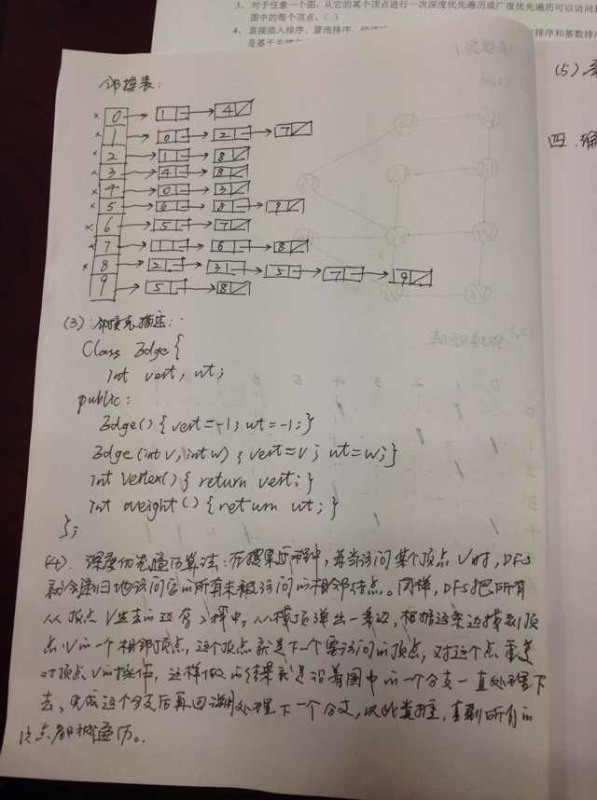 3、对于任意一个图，从它的某个顶点进行一次深度优先遍历或广度优先遍历可以访问
图中的每个顶点。（ ）
4、直接插入排序、冒泡排序、 排序和基数排
是基于
(5)
四.编
邻接表:
× 0 → 1 → 4
× 1 → 0 → 2 → 7
× 2 → 1 → 8
× 3 → 4 → 8
× 4 → 0 → 3
× 5 → 6 → 8 → 9
× 6 → 5 → 7
× 7 → 1 → 6 → 8
× 8 → 2 → 3 → 5 → 7 → 9
9 → 5 → 8
(3):邻接表描述:
Class Edge {
int vert, wt;
public:
Edge() { vert=-1; wt=-1; }
Edge(int v, int w) { vert=v; wt=w; }
int vertex() { return vert; }
int weight() { return wt; }
};
(4). 深度优先遍历算法: 在搜索过程中,每当访问某个顶点V时,DFS
就会递归地访问它的所有未被访问的相邻结点。同样,DFS把所有
从顶点V出去的边存入栈中,从栈顶弹出一条边,根据这条边找到顶
点V的一个相邻顶点,这个顶点就是下一个要访问的顶点,对这个点重复
对顶点V的操作,这样做的结果就是沿着图中的一个分支一直处理下
去,完成这个分支后再回溯处理下一个分支,以此类推,直到所有的
结点都被遍历。